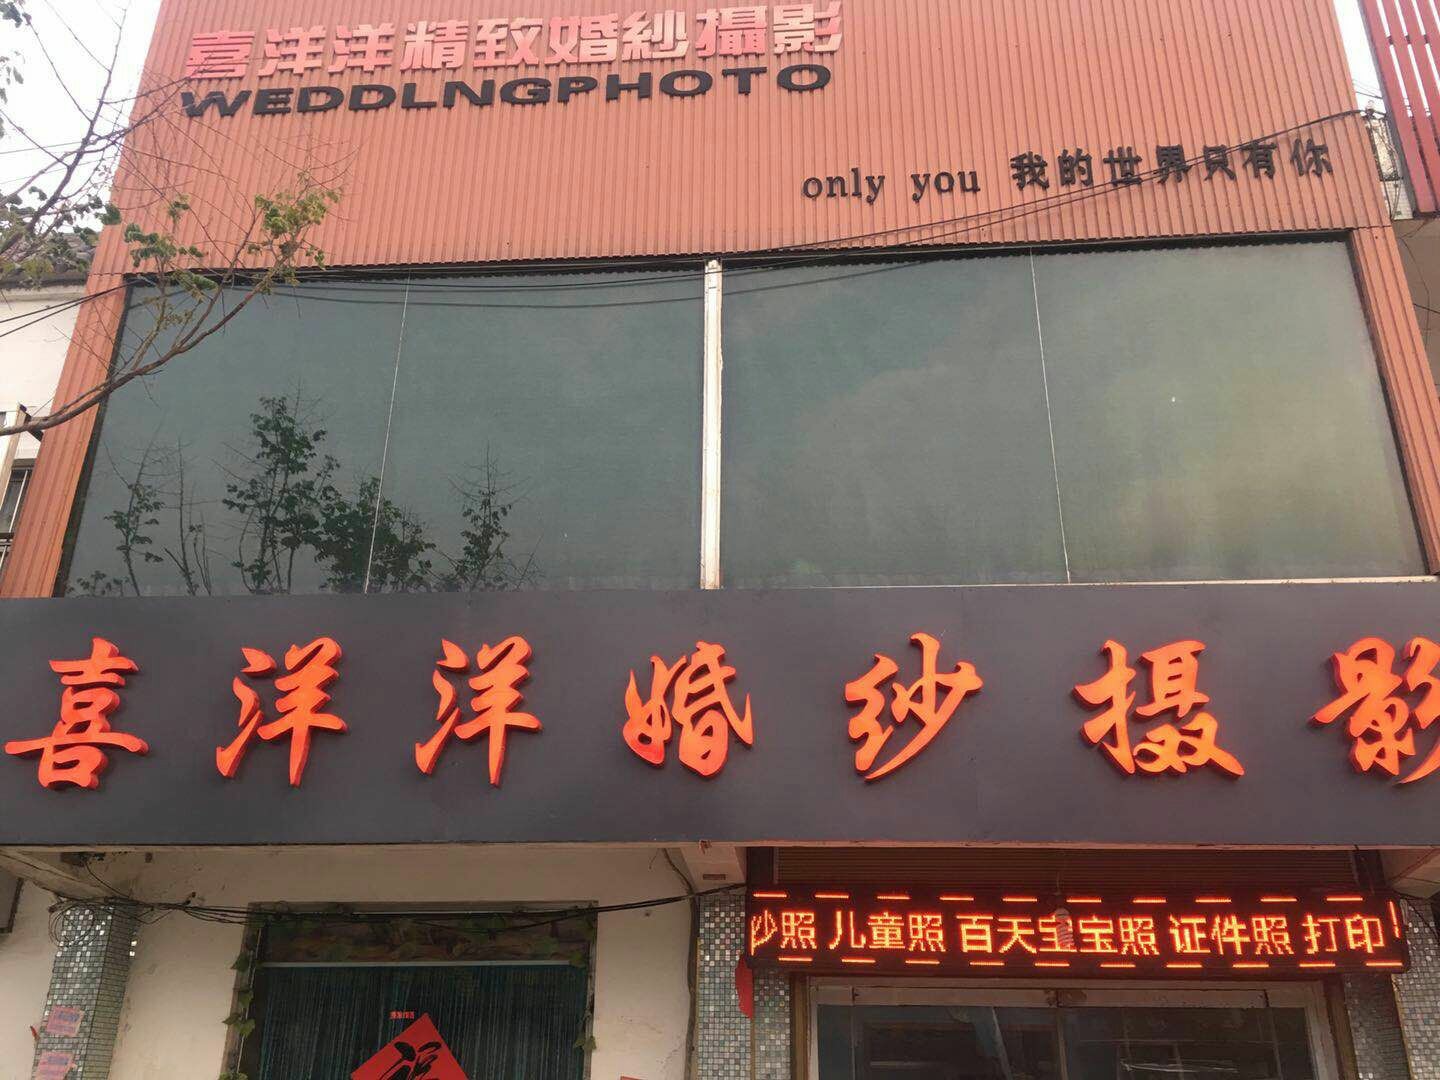 喜洋洋精致婚紗攝影
WEDDLNGPHOTO
only you 我的世界只有你
喜洋洋婚纱摄影
纱照 儿童照 百天宝宝照 证件照 打印
福